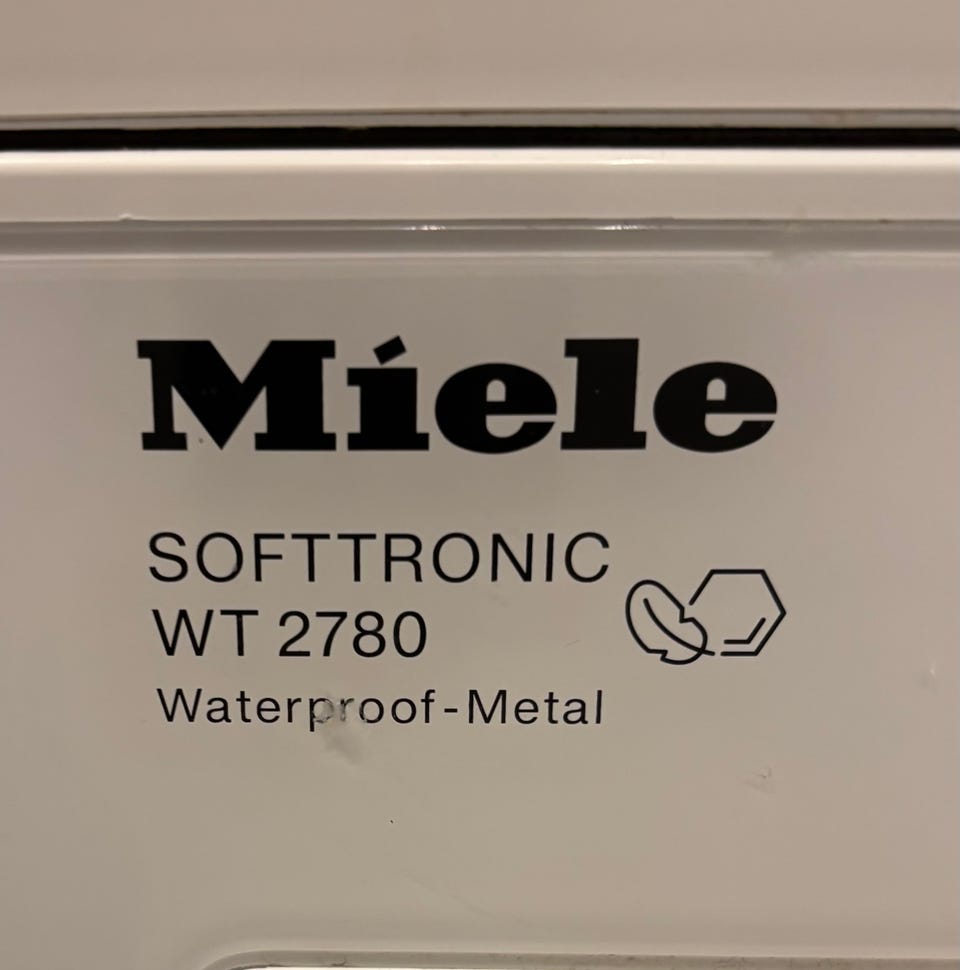 Miele
SOFTTRONIC
WT 2780
Waterproof-Metal